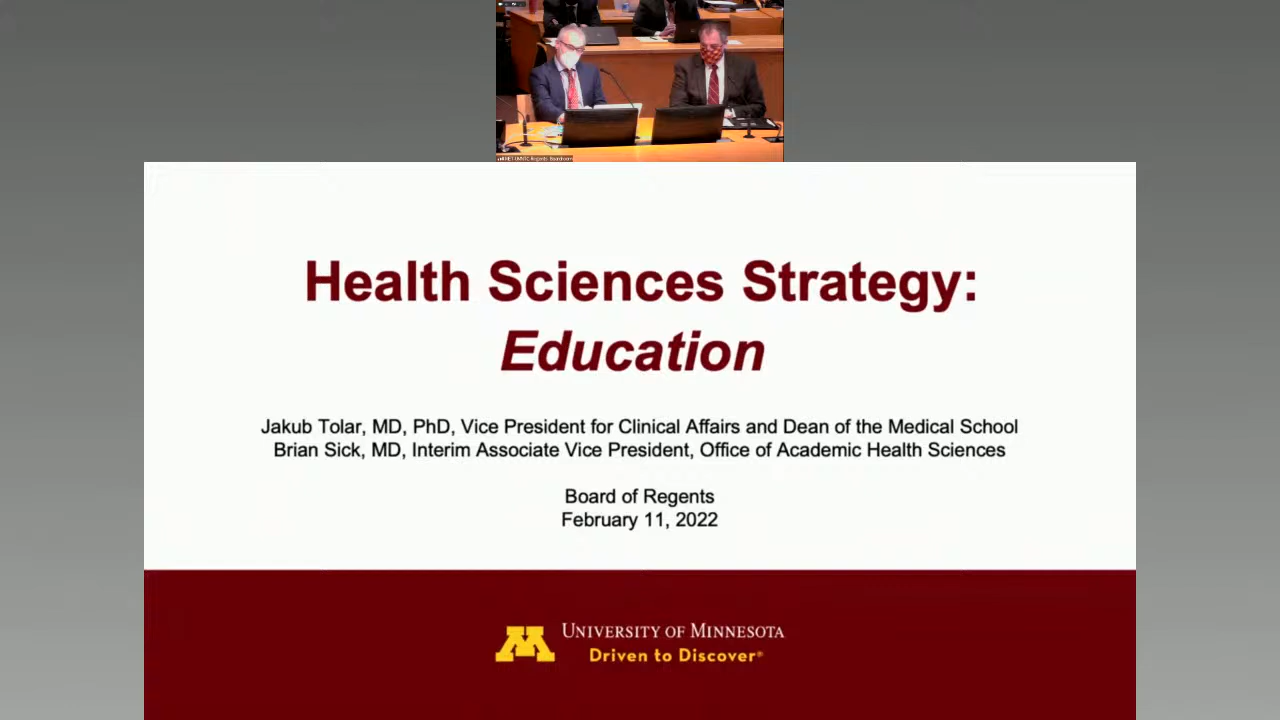 Health Sciences Strategy:
Education
Jakub Tolar, MD, PhD, Vice President for Clinical Affairs and Dean of the Medical School
Brian Sick, MD, Interim Associate Vice President, Office of Academic Health Sciences
Board of Regents
February 11, 2022
M
UNIVERSITY OF MINNESOTA
Driven to Discover®